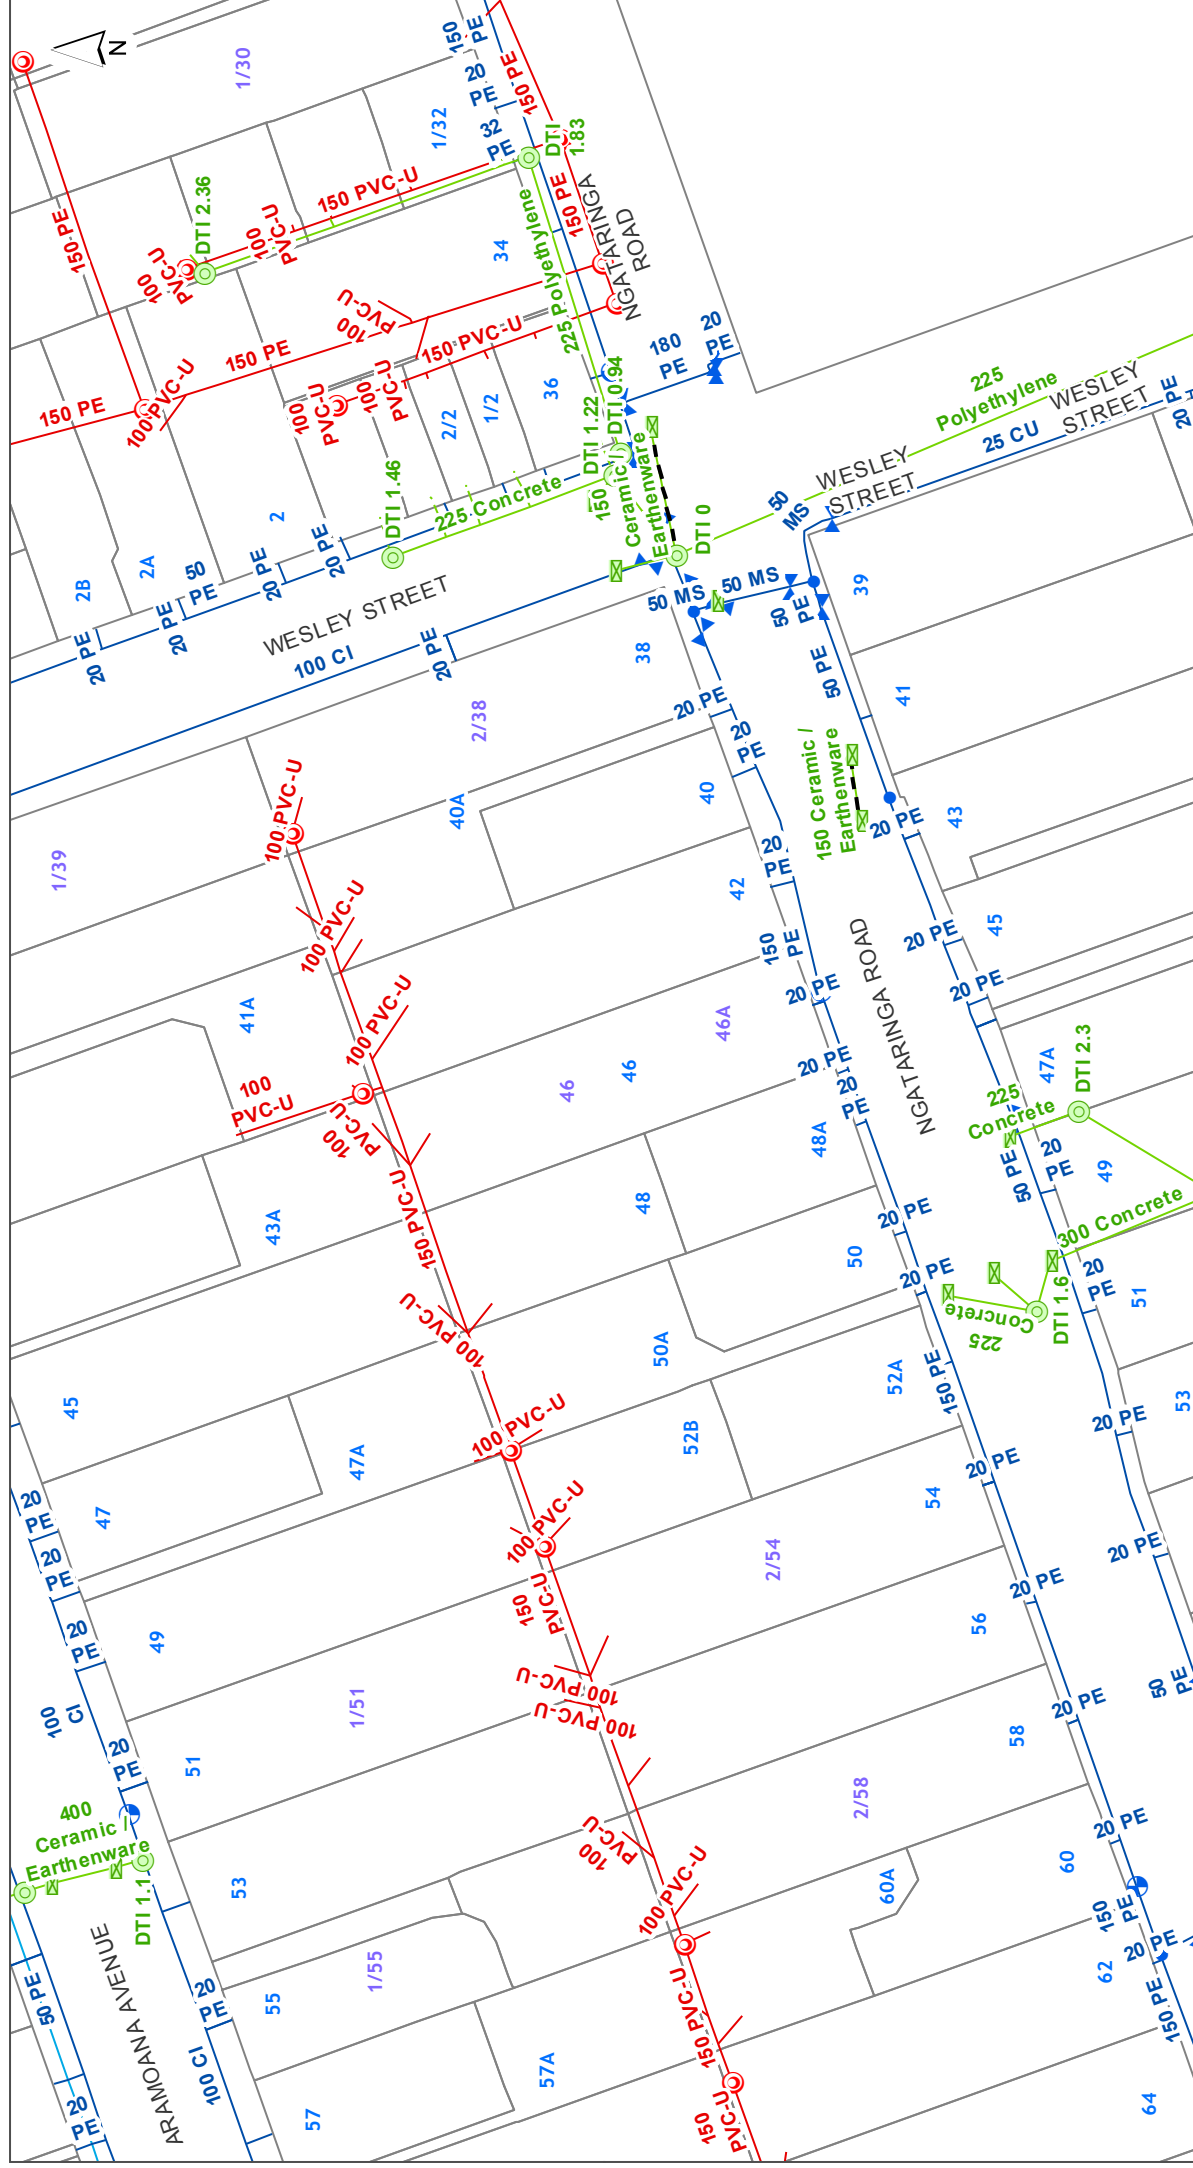 N
1/30
150
PE
20
PE
150 PE
1/32
32
PE
DTI
1.83
150 PVC-U
DTI 2.36
100
PVC-U
100
PVC-U
150 PE
34
225 Polyethylene
150 PE
NGATARINGA
ROAD
100
PVC-U
150 PE
150 PVC-U
180
PE
20
PE
150 PE
100 PVC-U
100
PVC-U
100
PVC-U
2/2
1/2
36
DTI 0.94
DTI 1.22
225
Polyethylene
WESLEY
STREET
20 PE
25 CU
DTI 1.46
225 Concrete
150
Ceramic /
Earthenware
WESLEY
STREET
DTI 0
50
MS
2
2A
2B
50
PE
20 PE
20 PE
20 PE
20 PE
WESLEY STREET
100 CI
20 PE
50 MS
50 MS
50
PE
39
38
50 PE
41
2/38
20 PE
20
PE
40
40A
150 Ceramic /
Earthenware
20 PE
43
1/39
100 PVC-U
20
PE
42
100 PVC-U
150
PE
20 PE
45
NGATARINGA ROAD
20 PE
20 PE
41A
100 PVC-U
46A
46
46
20 PE
20
PE
47A
DTI 2.3
225
Concrete
100
PVC-U
100
PVC-U
48A
50 PE
20
PE
49
43A
150 PVC-U
48
20 PE
50
300 Concrete
20 PE
20
PE
51
225
Concrete
DTI 1.6
100 PVC-U
50A
52A
150 PE
53
45
100 PVC-U
52B
47A
20 PE
20 PE
47
20
PE
20
PE
100 PVC-U
54
2/54
20 PE
150
PVC-U
20 PE
56
49
20
PE
1/51
100 PVC-U
100 PVC-U
50
PE
20 PE
58
100
CI
20
PE
51
2/58
100
PVC-U
20 PE
60
400
Ceramic /
Earthenware
DTI 1.1
53
60A
100 PVC-U
150
PE
20 PE
62
ARAMOANA AVENUE
1/55
55
50 PE
20
PE
150 PVC-U
150 PE
100 CI
57A
57
20
PE
150
PVC-U
64